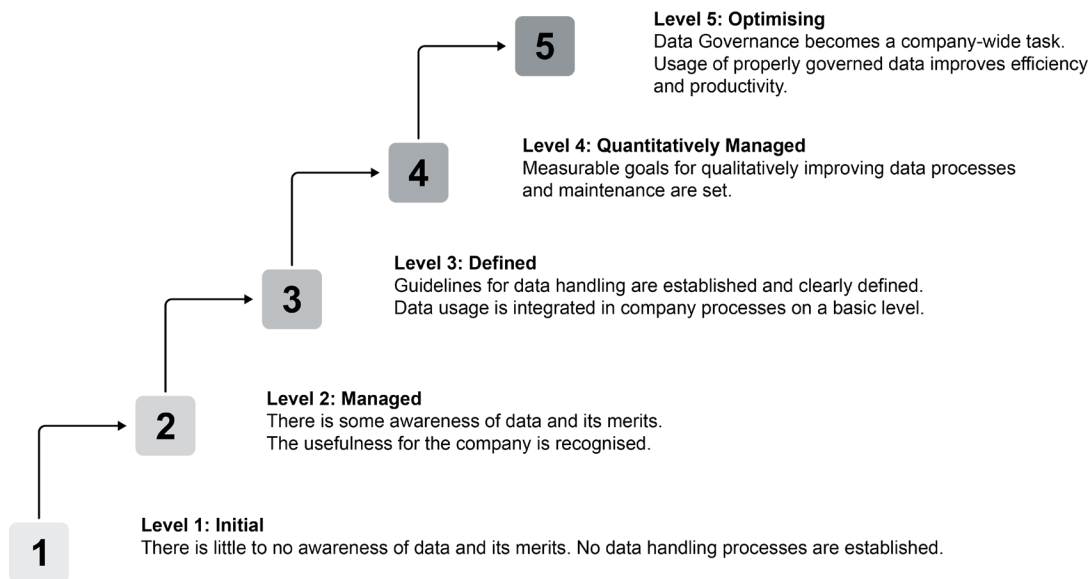 5
Level 5: Optimising
Data Governance becomes a company-wide task.
Usage of properly governed data improves efficiency
and productivity.
4
Level 4: Quantitatively Managed
Measurable goals for qualitatively improving data processes
and maintenance are set.
3
Level 3: Defined
Guidelines for data handling are established and clearly defined.
Data usage is integrated in company processes on a basic level.
2
Level 2: Managed
There is some awareness of data and its merits.
The usefulness for the company is recognised.
1
Level 1: Initial
There is little to no awareness of data and its merits. No data handling processes are established.